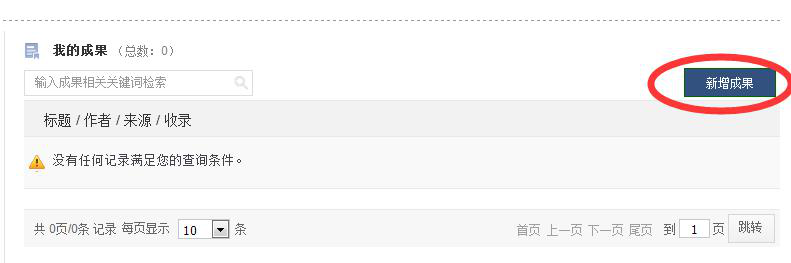 我的成果 （总数：0）
输入成果相关关键词检索
新增成果
标题 / 作者 / 来源 / 收录
没有任何记录满足您的查询条件。
共 0页/0条 记录 每页显示 10 条 首页 上一页 下一页 尾页 到 1 页 跳转